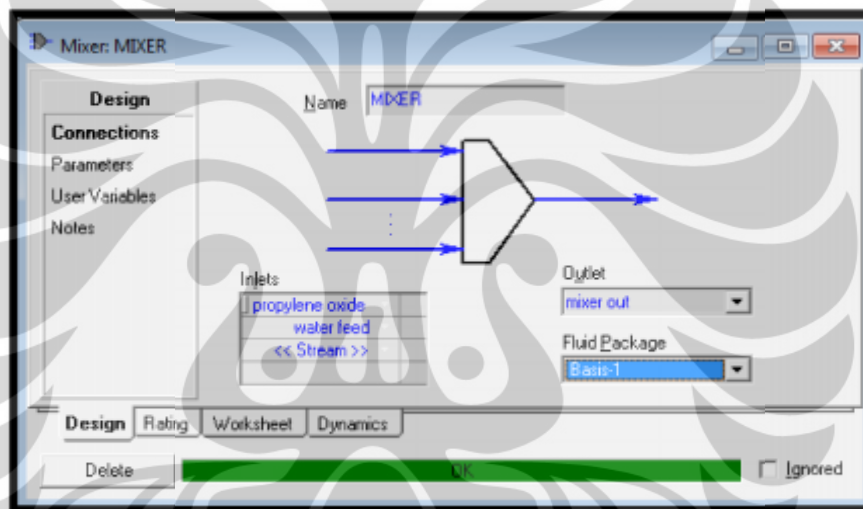 Mixer: MIXER
Design
Connections
Parameters
User Variables
Notes
Name MIXER
Inlets
propylene oxide
water feed
<< Stream >>
Outlet
mixer out
Fluid Package
Basis-1
Design Rating Worksheet Dynamics
Delete OK Ignored